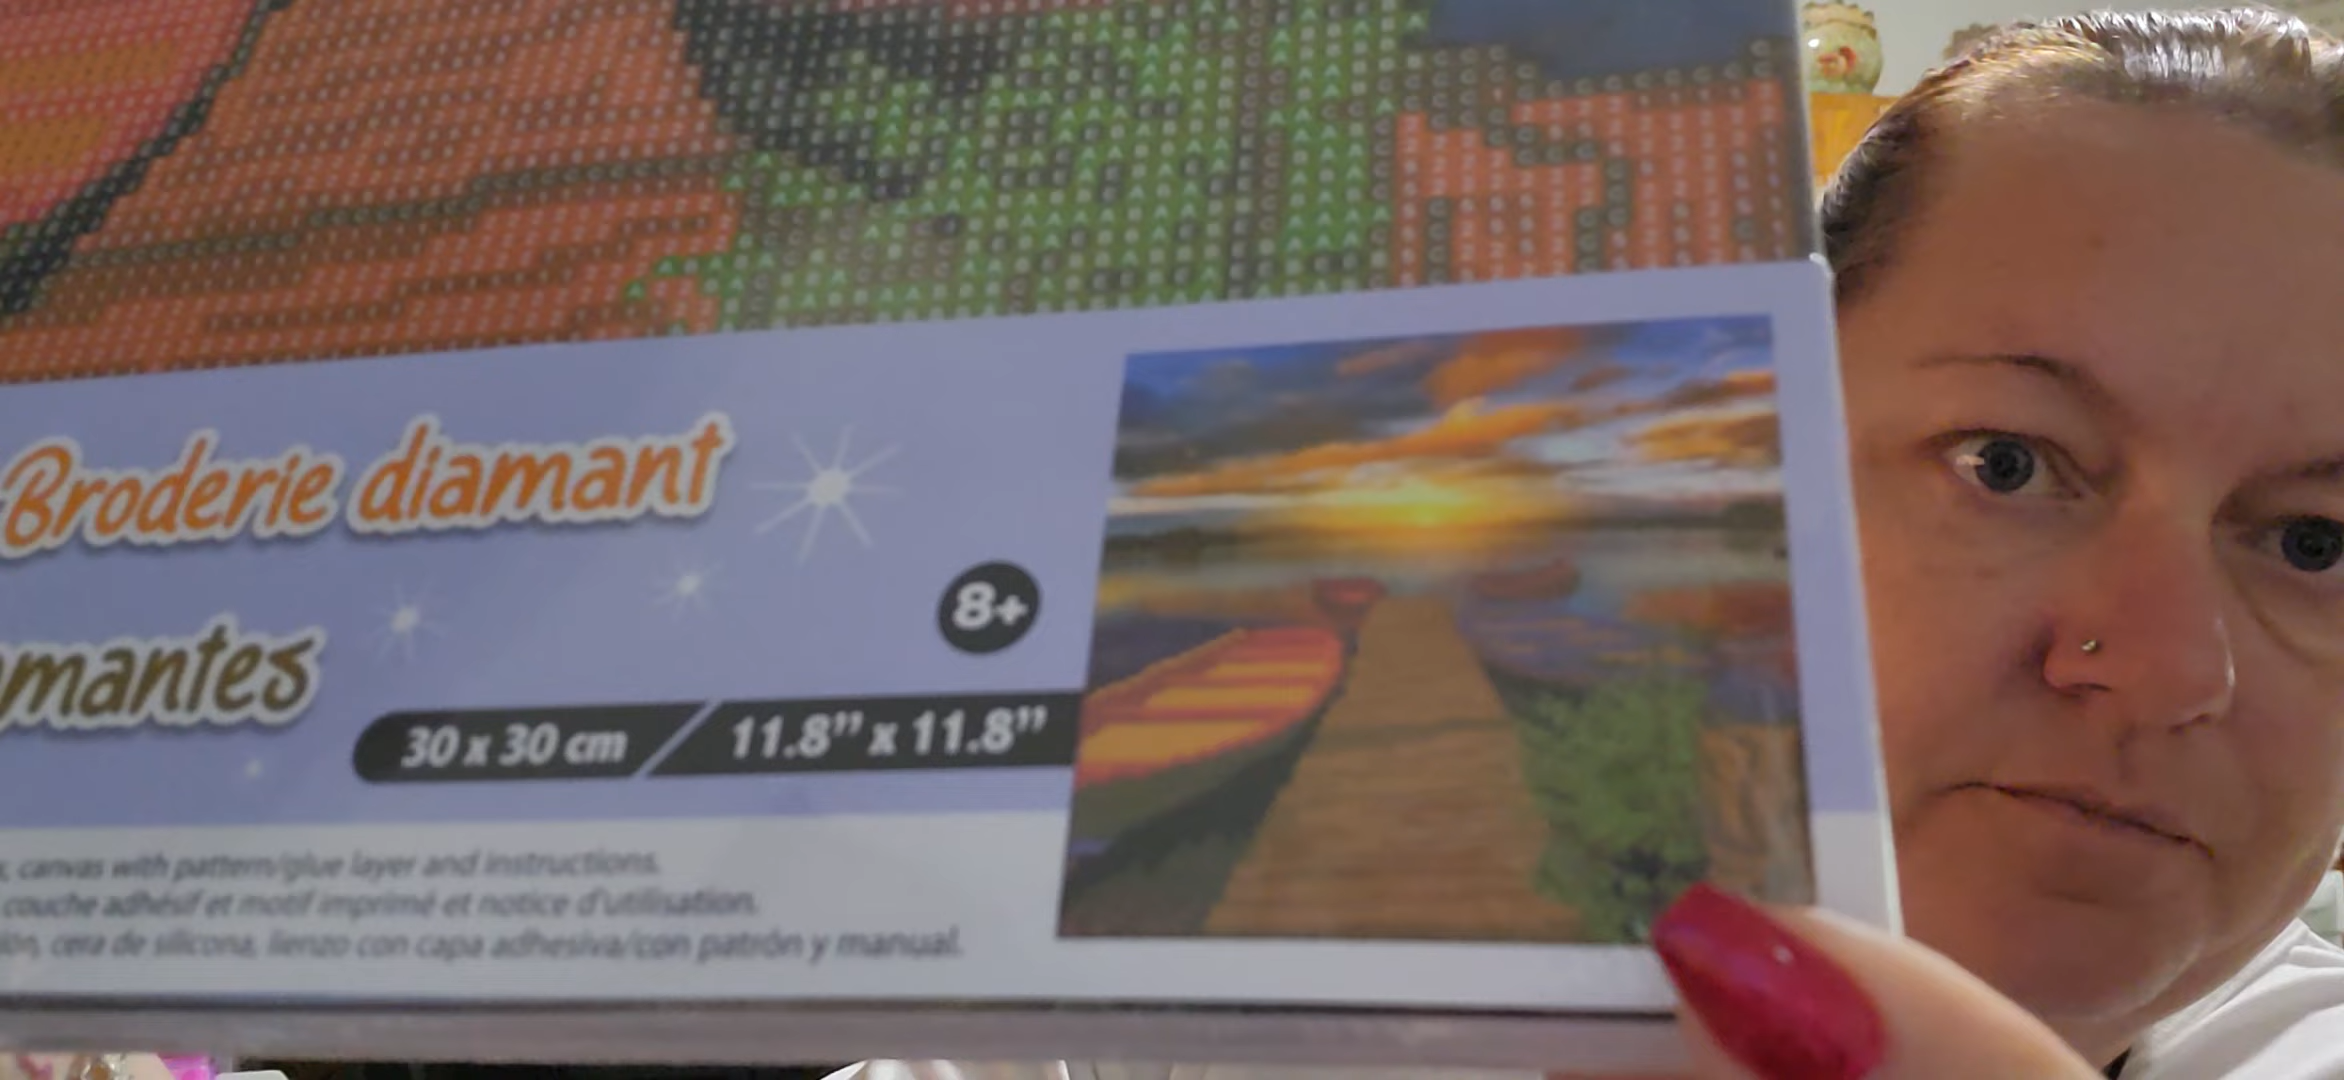 Broderie diamant
8+
mantes
30 x 30 cm
11.8” x 11.8”
canvas with pattern/glue layer and instructions.
couche adhésif et motif imprimé et notice d'utilisation.
cera de silicona, lienzo con capa adhesiva/con patrón y manual.